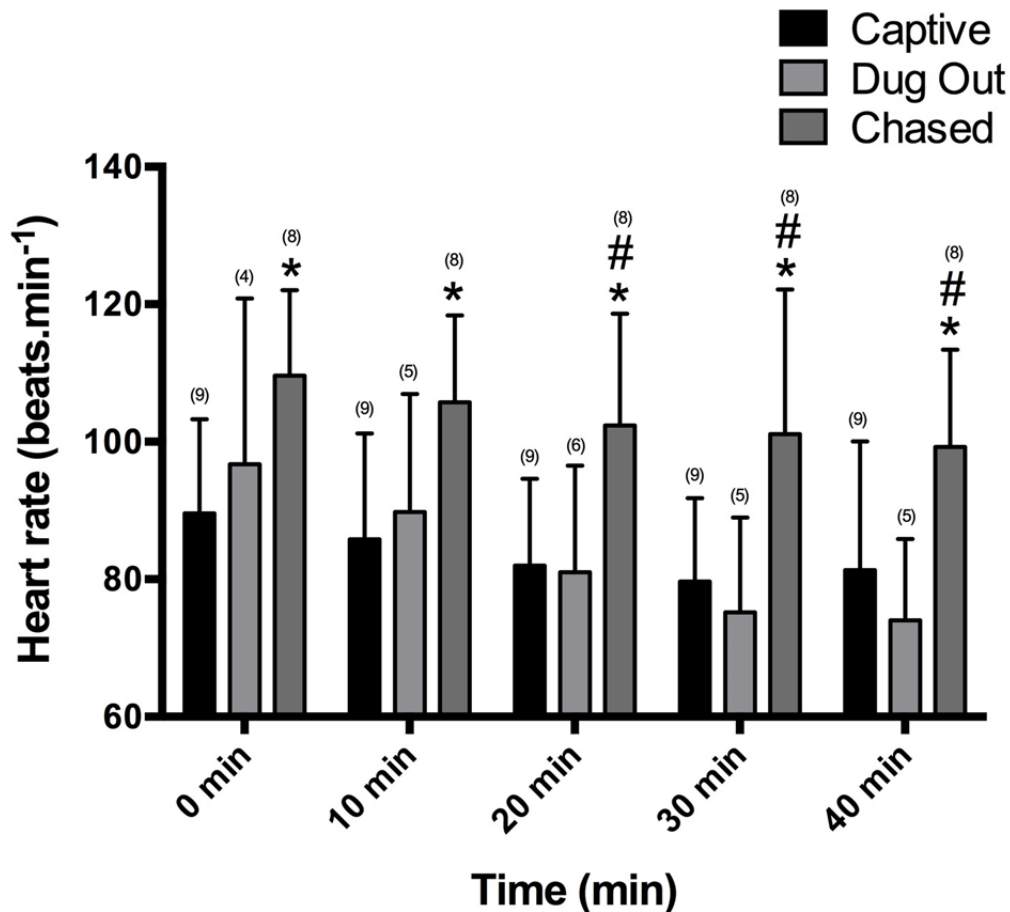 Captive
Dug Out
Chased
Heart rate (beats.min-1)
140
120
100
80
60
(9)
(4)
(8)
*
(9)
(5)
(8)
*
(9)
(6)
(8)
#
*
(9)
(5)
(8)
#
*
(9)
(5)
(8)
#
*
0 min
10 min
20 min
30 min
40 min
Time (min)